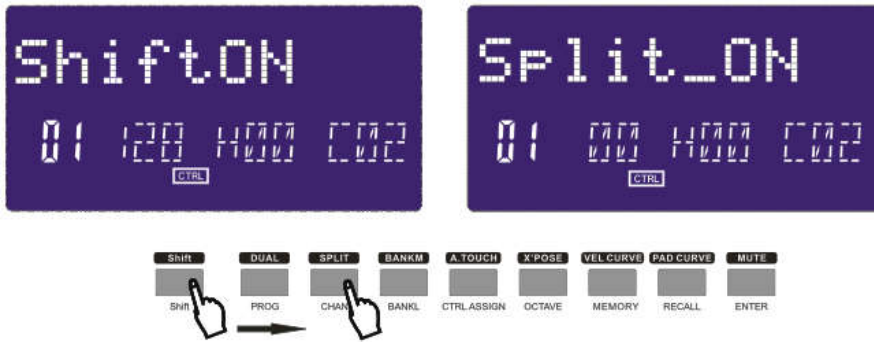 ShiftON
01 128 H00 C02
CTRL
Split_ON
01 00 H00 C02
CTRL
Shift DUAL SPLIT BANKM A.TOUCH X'POSE VEL CURVE PAD CURVE MUTE
Shift PROG CHAN BANKL CTRL ASSIGN OCTAVE MEMORY RECALL ENTER